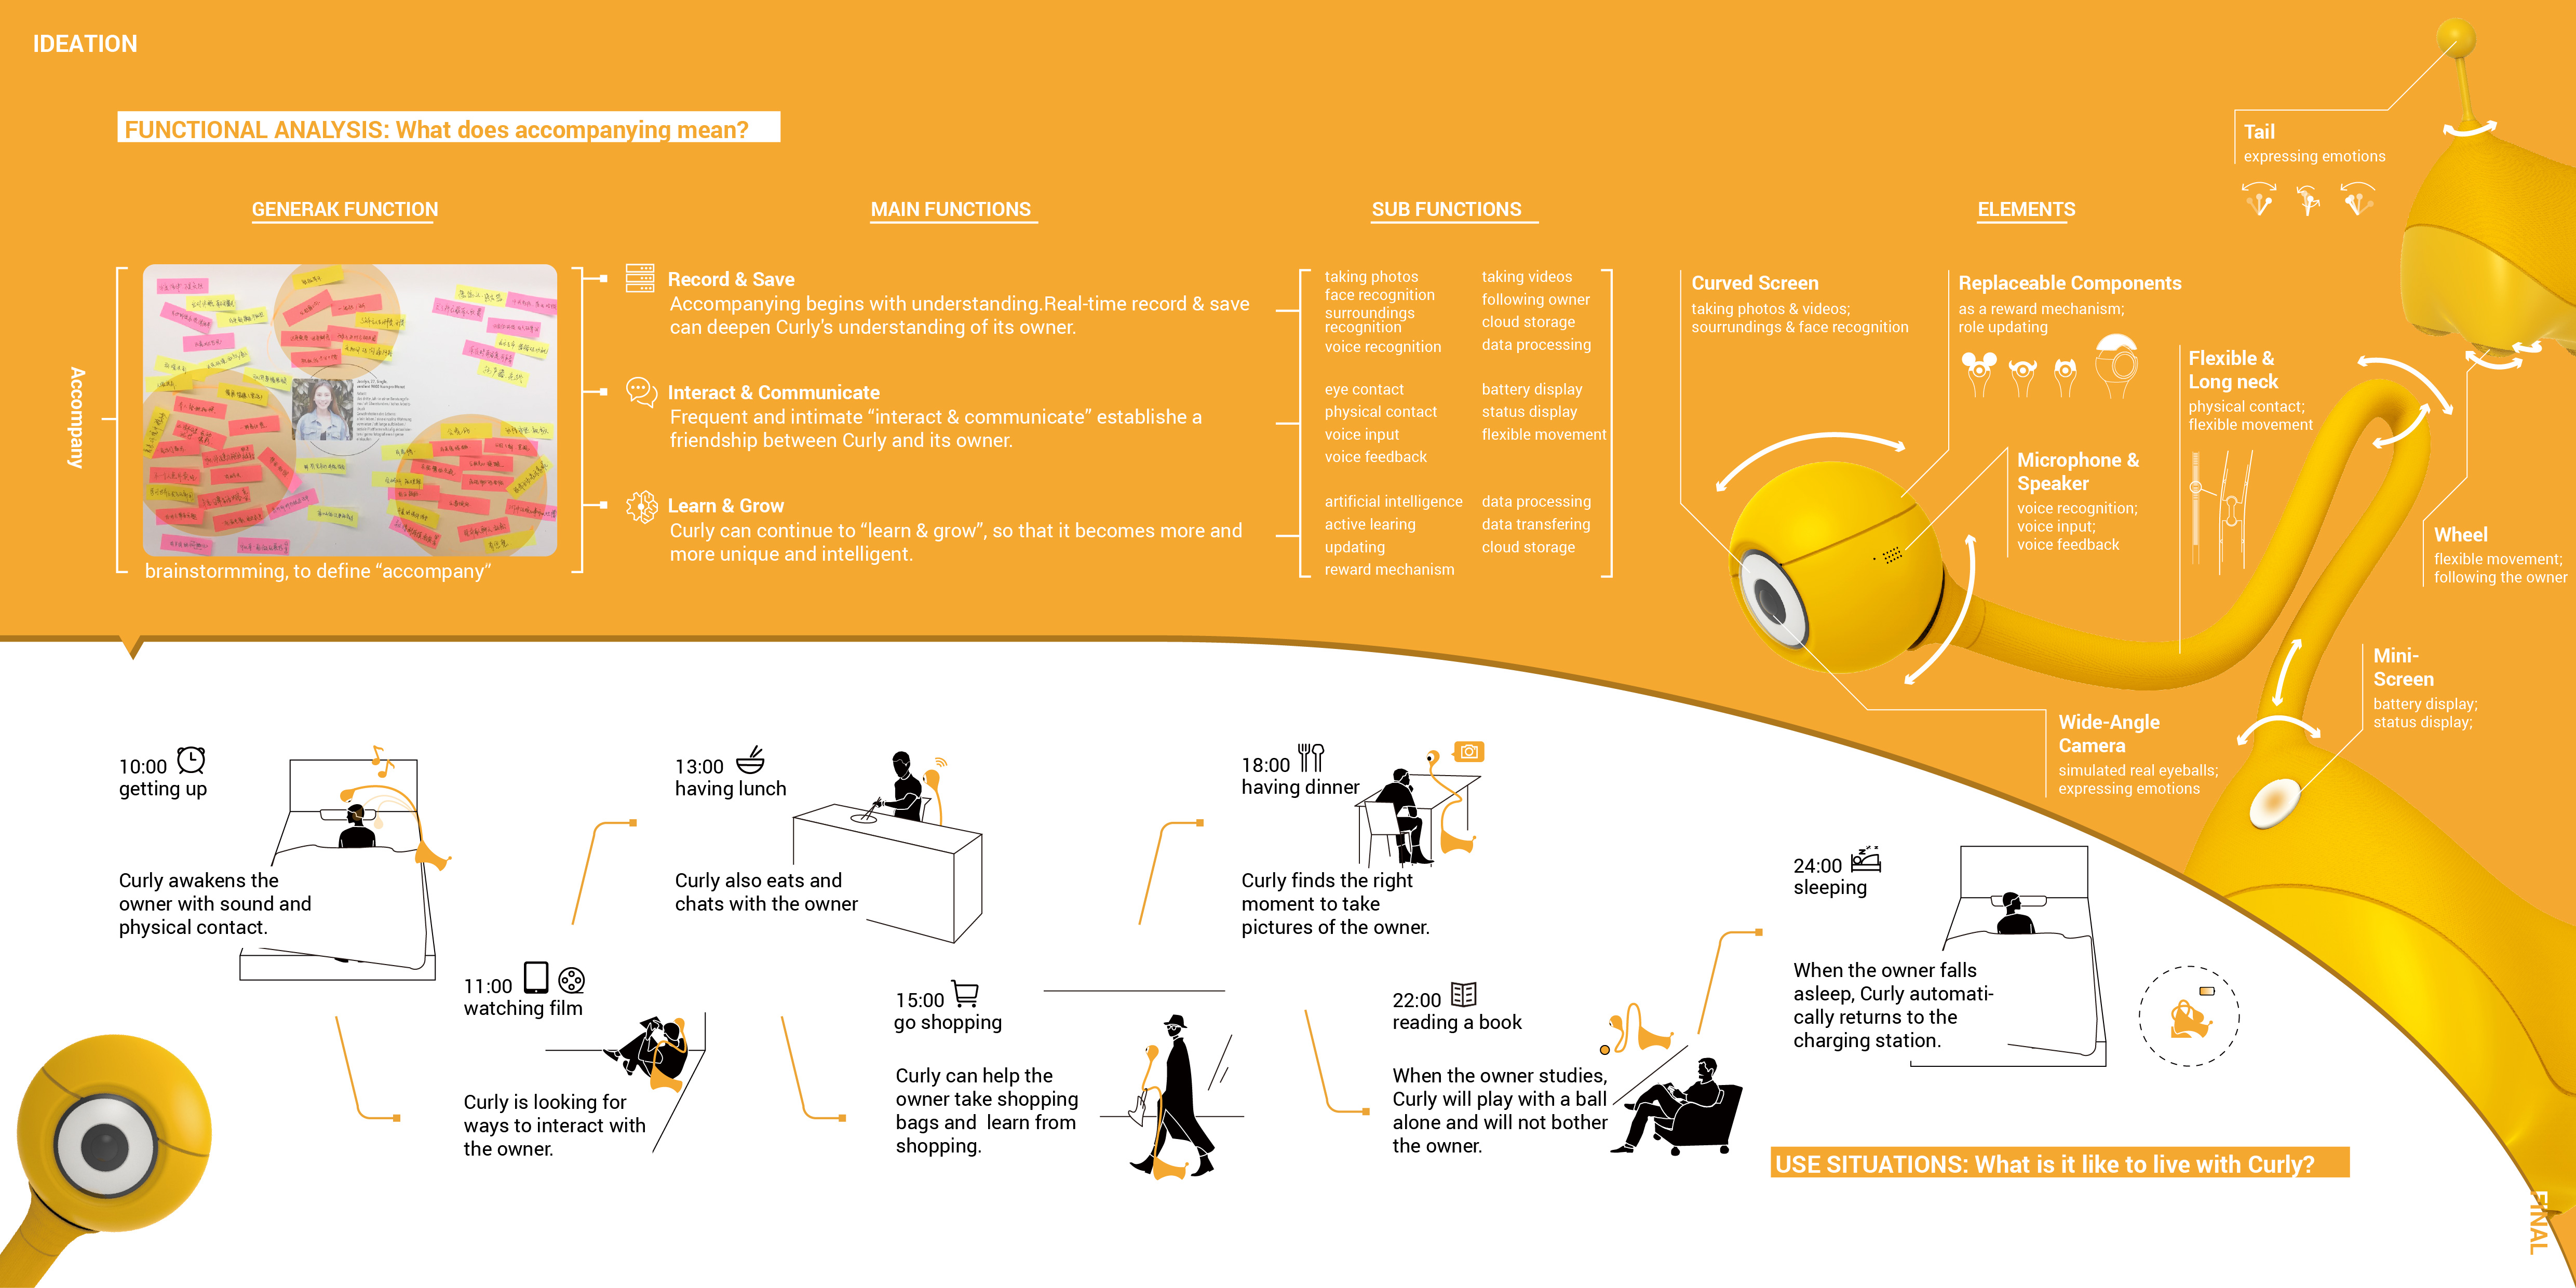 IDEATION
FUNCTIONAL ANALYSIS: What does accompanying mean?
GENERAK FUNCTION
Accompany
brainstormming, to define “accompany”
MAIN FUNCTIONS
Record & Save
Accompanying begins with understanding.Real-time record & save
can deepen Curly's understanding of its owner.
Interact & Communicate
Frequent and intimate “interact & communicate” establishe a
friendship between Curly and its owner.
Learn & Grow
Curly can continue to “learn & grow”, so that it becomes more and
more unique and intelligent.
SUB FUNCTIONS
taking photos
face recognition
surroundings
recognition
voice recognition
taking videos
following owner
cloud storage
data processing
eye contact
physical contact
voice input
voice feedback
battery display
status display
flexible movement
artificial intelligence
active learing
updating
reward mechanism
data processing
data transfering
cloud storage
ELEMENTS
Curved Screen
taking photos & videos;
sourrundings & face recognition
Replaceable Components
as a reward mechanism;
role updating
Microphone &
Speaker
voice recognition;
voice input;
voice feedback
Flexible &
Long neck
physical contact;
flexible movement
Tail
expressing emotions
Wheel
flexible movement;
following the owner
Mini-
Screen
battery display;
status display;
Wide-Angle
Camera
simulated real eyeballs;
expressing emotions
10:00
getting up
Curly awakens the
owner with sound and
physical contact.
11:00
watching film
Curly is looking for
ways to interact with
the owner.
13:00
having lunch
Curly also eats and
chats with the owner
15:00
go shopping
Curly can help the
owner take shopping
bags and  learn from
shopping.
18:00
having dinner
Curly finds the right
moment to take
pictures of the owner.
22:00
reading a book
When the owner studies,
Curly will play with a ball
alone and will not bother
the owner.
24:00
sleeping
When the owner falls
asleep, Curly automati-
cally returns to the
charging station.
USE SITUATIONS: What is it like to live with Curly?
FINAL